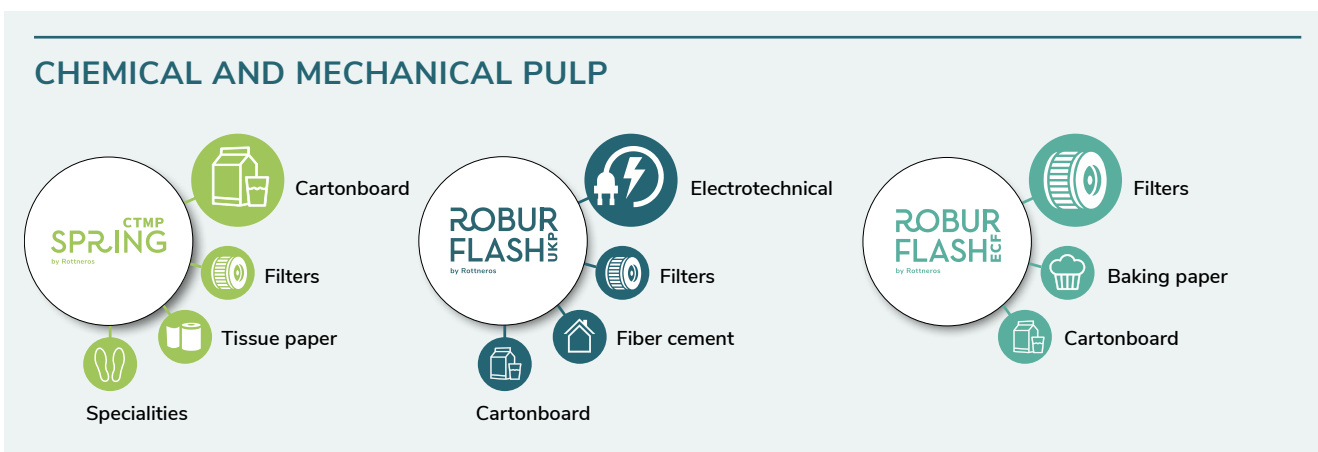 CHEMICAL AND MECHANICAL PULP
CTMP
SPRING
by Rottneros
Cartonboard
Filters
Tissue paper
Specialities
ROBUR
FLASH UKP
by Rottneros
Electrotechnical
Filters
Fiber cement
Cartonboard
ROBUR
FLASH ECF
by Rottneros
Filters
Baking paper
Cartonboard